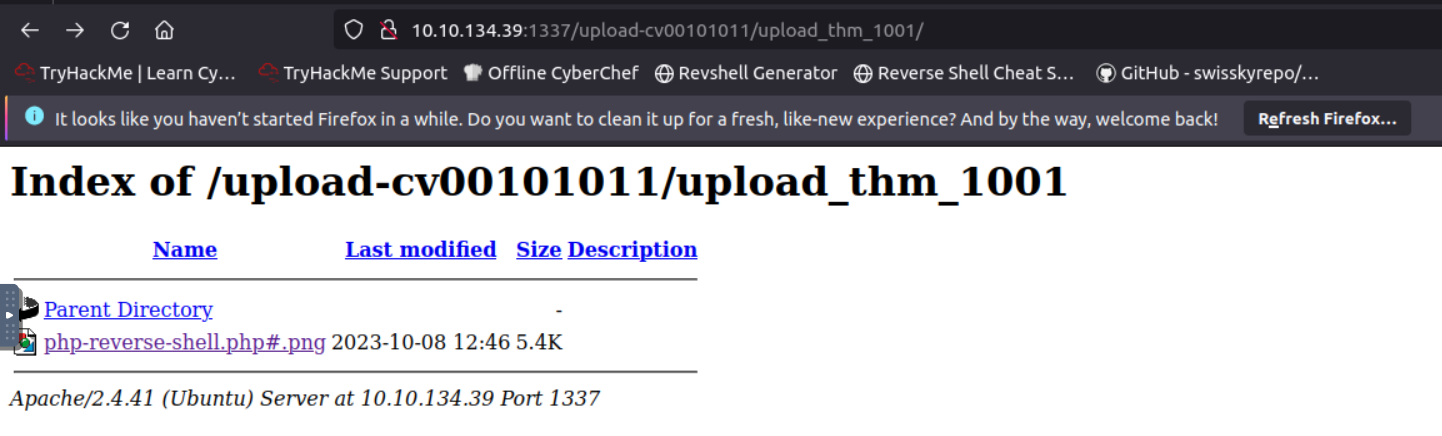 10.10.134.39:1337/upload-cv00101011/upload_thm_1001/
TryHackMe | Learn Cy... TryHackMe Support Offline CyberChef Revshell Generator Reverse Shell Cheat S... GitHub - swisskyrepo/...
It looks like you haven't started Firefox in a while. Do you want to clean it up for a fresh, like-new experience? And by the way, welcome back! Refresh Firefox...
Index of /upload-cv00101011/upload_thm_1001
Name Last modified Size Description
Parent Directory -
php-reverse-shell.php#.png 2023-10-08 12:46 5.4K
Apache/2.4.41 (Ubuntu) Server at 10.10.134.39 Port 1337